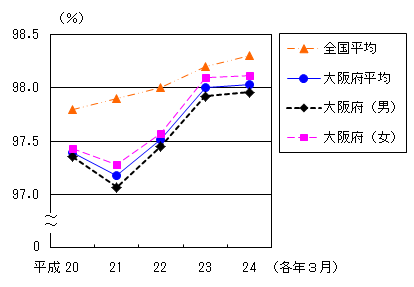 （％）
98.5
98.0
97.5
97.0
0
平成 20 21 22 23 24 （各年３月）
全国平均
大阪府平均
大阪府（男）
大阪府（女）